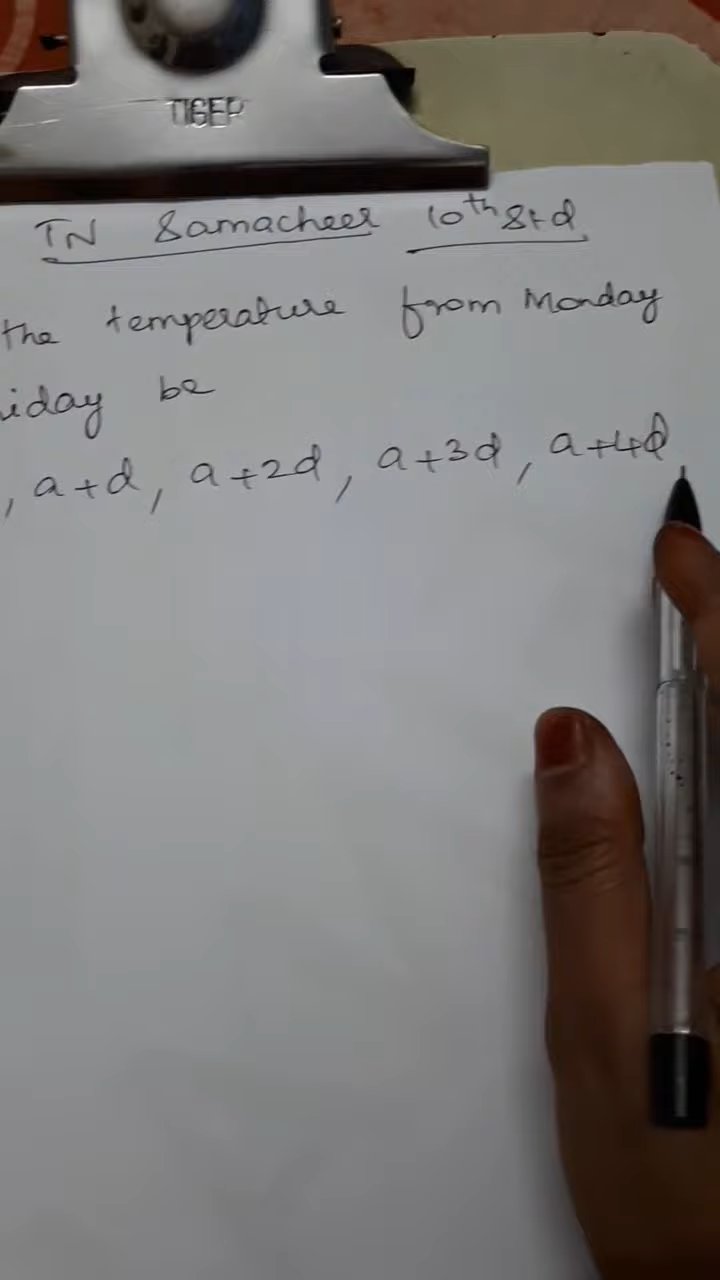 TIGER
TN Samacheer 10th Std
the temperature from Monday
iday be
, a+d, a+2d, a+3d, a+4d